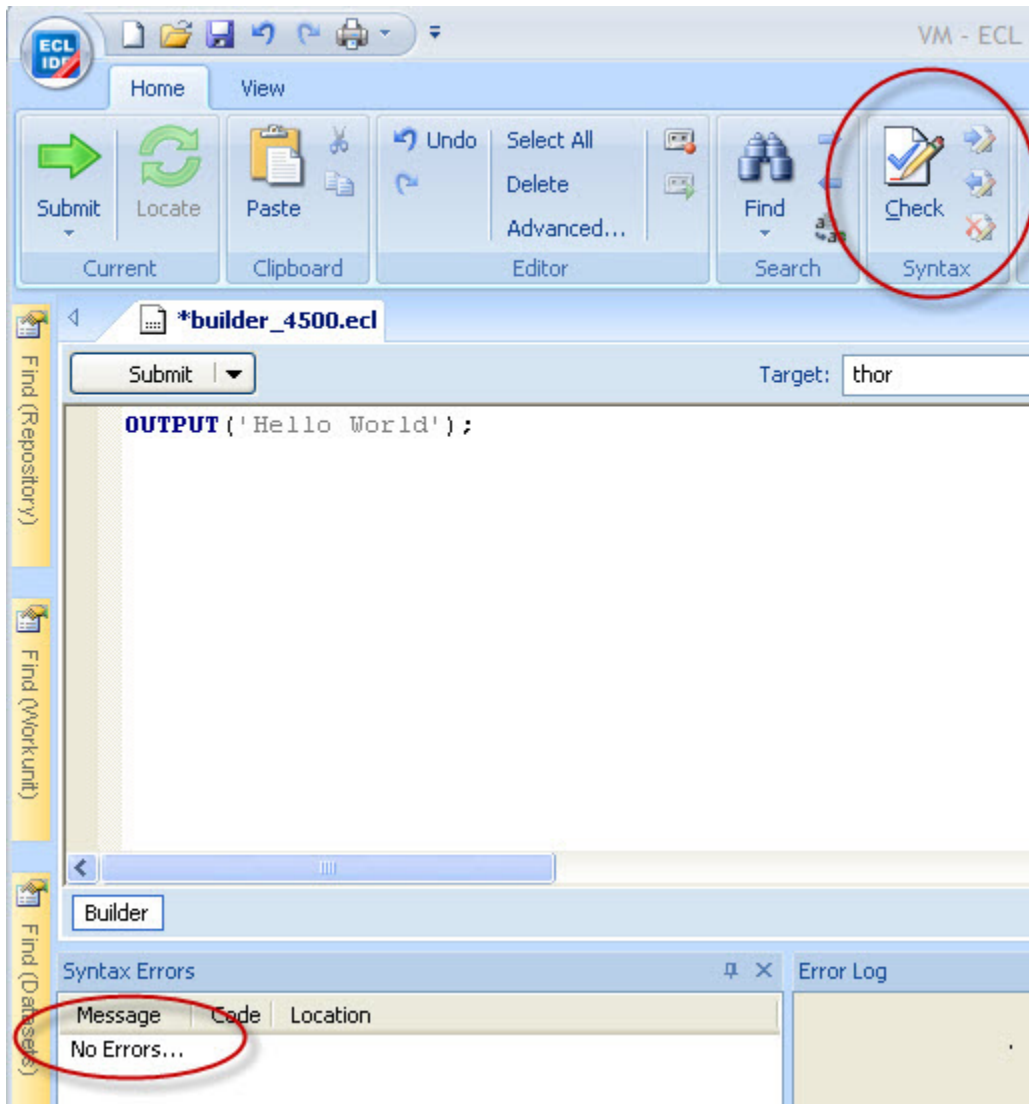 ECL
IDE
VM - ECL
Home View
Submit Locate Paste Undo Select All Delete Advanced... Find Check
Current Clipboard Editor Search Syntax
*builder_4500.ecl
Submit Target: thor
OUTPUT('Hello World');
Find (Repository)
Find (Workunit)
Find (Datasets)
Builder
Syntax Errors Error Log
Message Code Location
No Errors...